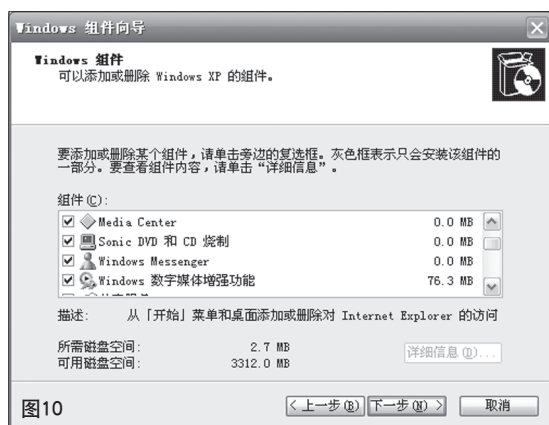 Windows 组件向导
Windows 组件
可以添加或删除 Windows XP 的组件。
要添加或删除某个组件，请单击旁边的复选框。灰色框表示只会安装该组件的
一部分。要查看组件内容，请单击“详细信息”。
组件(C):
Media Center 0.0 MB
Sonic DVD 和 CD 烧制 0.0 MB
Windows Messenger 0.0 MB
Windows 数字媒体增强功能 76.3 MB
描述: 从「开始」菜单和桌面添加或删除对 Internet Explorer 的访问
所需磁盘空间: 2.7 MB
可用磁盘空间: 3312.0 MB
详细信息(D)...
图10
< 上一步(B) 下一步(N) > 取消